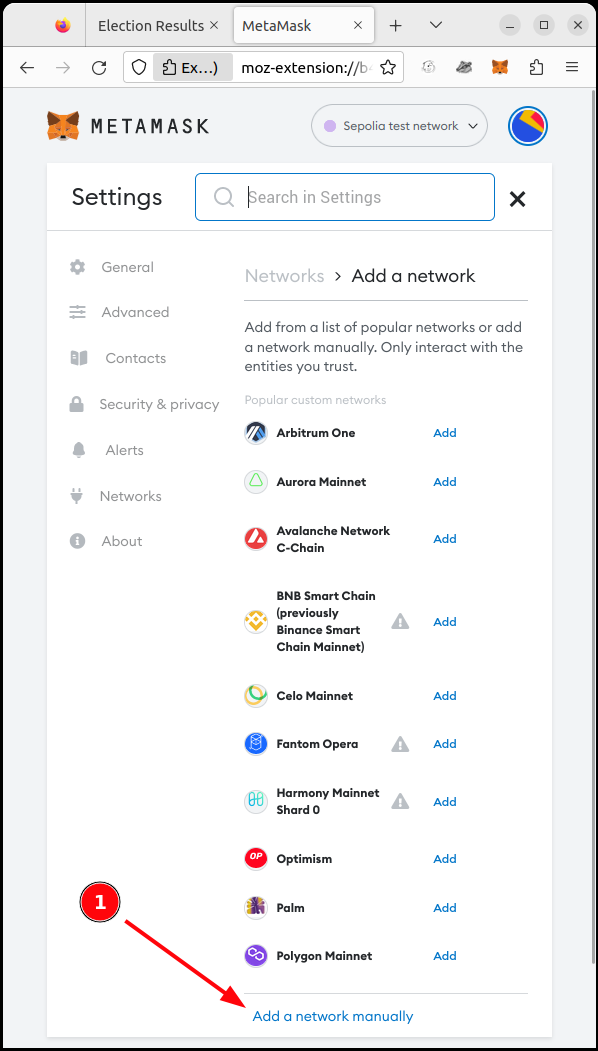 Election Results
MetaMask
Ex…)
moz-extension://b
METAMASK
Sepolia test network
Settings
Search in Settings
General
Advanced
Contacts
Security & privacy
Alerts
Networks
About
Networks > Add a network
Add from a list of popular networks or add
a network manually. Only interact with the
entities you trust.
Popular custom networks
Arbitrum One Add
Aurora Mainnet Add
Avalanche Network
C-Chain Add
BNB Smart Chain
(previously
Binance Smart Add
Chain Mainnet)
Celo Mainnet Add
Fantom Opera Add
Harmony Mainnet
Shard 0 Add
OP Optimism Add
Palm Add
Polygon Mainnet Add
1
Add a network manually